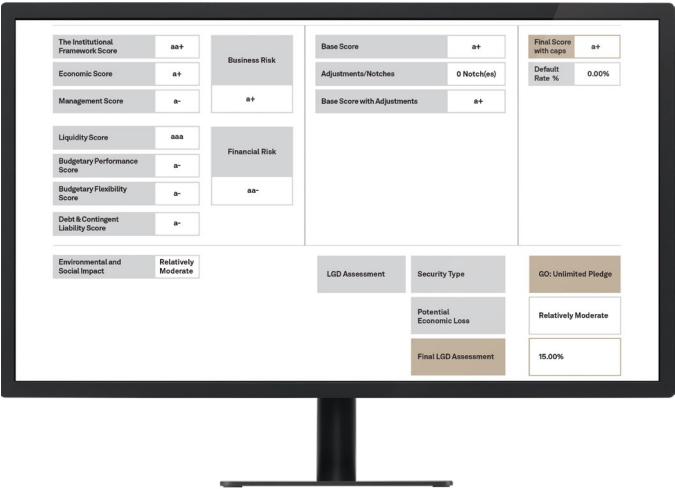 The Institutional
Framework Score
aa+
Economic Score
a+
Management Score
a-
Business Risk
a+
Liquidity Score
aaa
Budgetary Performance
Score
a-
Budgetary Flexibility
Score
a-
Debt & Contingent
Liability Score
a-
Financial Risk
aa-
Environmental and
Social Impact
Relatively
Moderate
Base Score
a+
Adjustments/Notches
0 Notch(es)
Base Score with Adjustments
a+
Final Score
with caps
a+
Default
Rate %
0.00%
LGD Assessment
Security Type
GO: Unlimited Pledge
Potential
Economic Loss
Relatively Moderate
Final LGD Assessment
15.00%